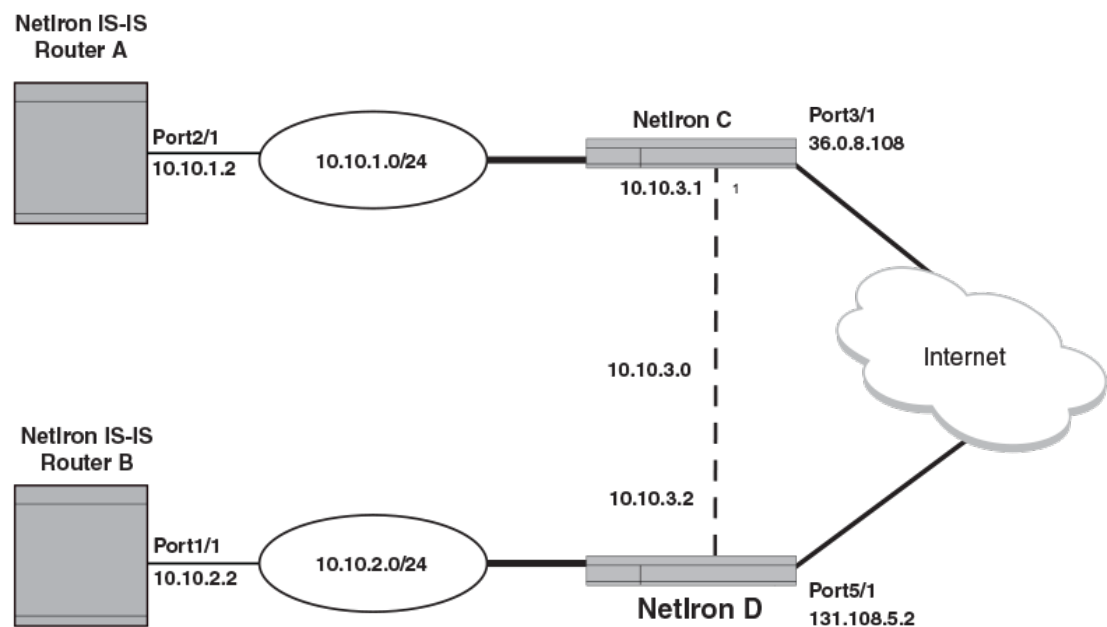 NetIron IS-IS
Router A
Port2/1
10.10.1.2
10.10.1.0/24
NetIron C
Port3/1
36.0.8.108
10.10.3.1
1
10.10.3.0
Internet
10.10.3.2
NetIron IS-IS
Router B
Port1/1
10.10.2.2
10.10.2.0/24
NetIron D
Port5/1
131.108.5.2